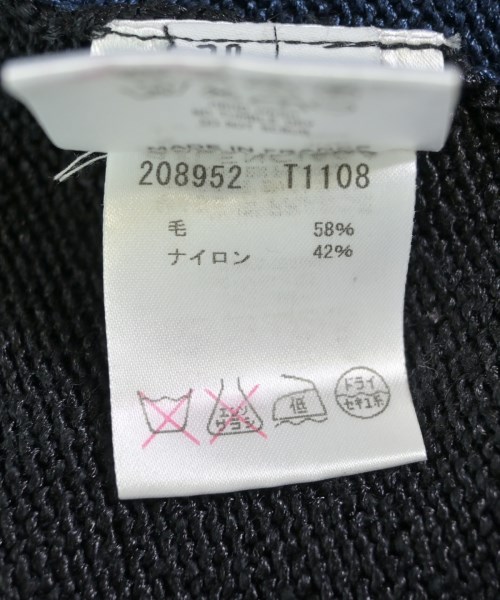 208952 T1108
毛 58%
ナイロン 42%
エンソ
サラシ
低
ドライ
セキユ系